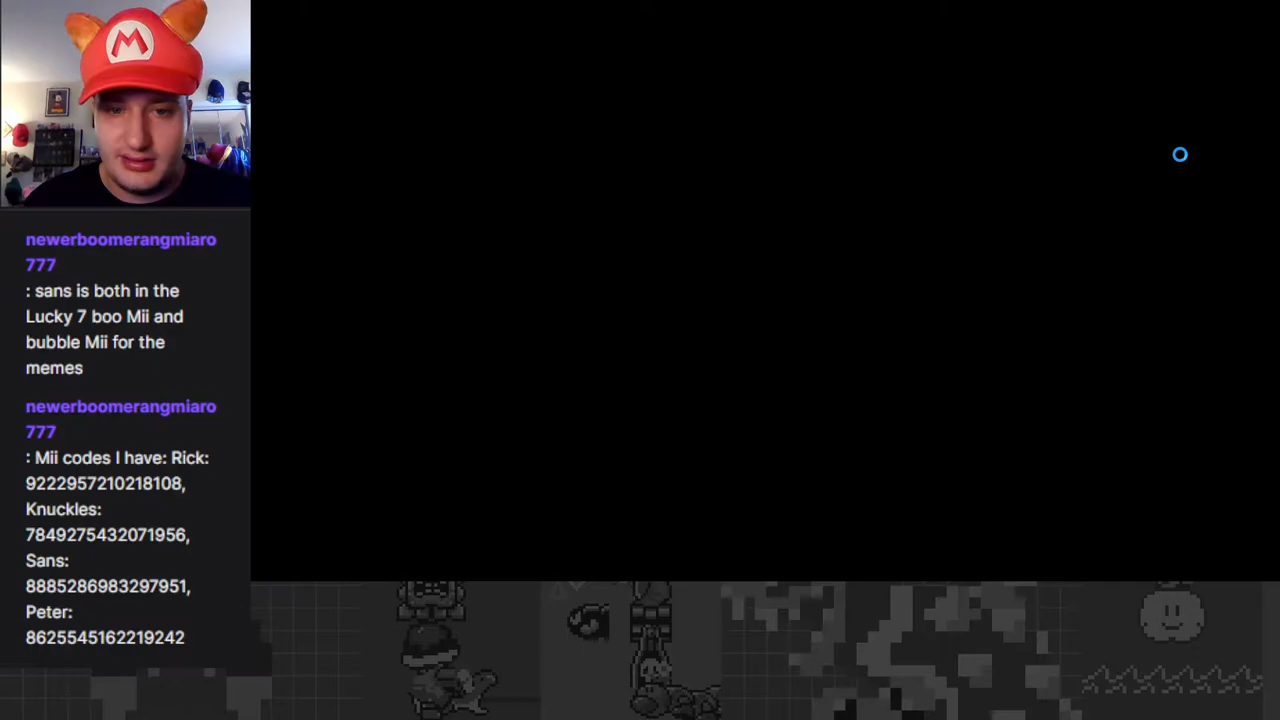 M
newerboomerangmiaro
777
: sans is both in the
Lucky 7 boo Mii and
bubble Mii for the
memes
newerboomerangmiaro
777
: Mii codes I have: Rick:
9222957210218108,
Knuckles:
7849275432071956,
Sans:
8885286983297951,
Peter:
8625545162219242